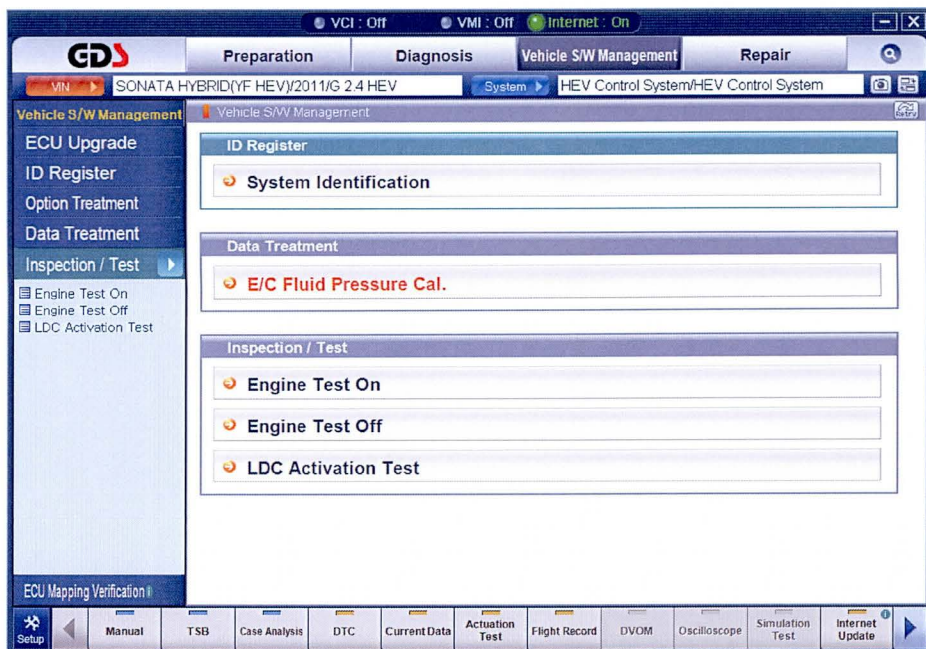 VCI : Off VMI : Off Internet : On
GDS Preparation Diagnosis Vehicle S/W Management Repair
VIN SONATA HYBRID(YF HEV)/2011/G 2.4 HEV System HEV Control System/HEV Control System
Vehicle S/W Management
ECU Upgrade
ID Register
Option Treatment
Data Treatment
Inspection / Test
Engine Test On
Engine Test Off
LDC Activation Test
ECU Mapping Verification
Vehicle S/W Management
Retry
ID Register
System Identification
Data Treatment
E/C Fluid Pressure Cal.
Inspection / Test
Engine Test On
Engine Test Off
LDC Activation Test
Setup Manual TSB Case Analysis DTC Current Data Actuation Test Flight Record DVOM Oscilloscope Simulation Test Internet Update